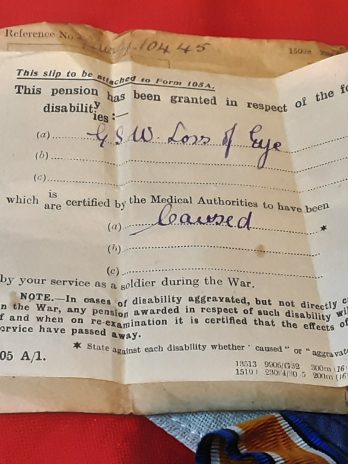 Reference No.
10445
This slip to be attached to Form 105A.
This pension has been granted in respect of the fo
disability
ies :—
(a) G.S.W. Loss of Eye
(b)
(c)
which is
are certified by the Medical Authorities to have been
(a) Caused *
(b)
(c)
by your service as a soldier during the War.
NOTE.—In cases of disability aggravated, but not directly c
n the War, any pension awarded in respect of such disability wi
f and when on re-examination it is certified that the effects of
ervice have passed away.
* State against each disability whether "caused" or "aggravate
05 A/1.